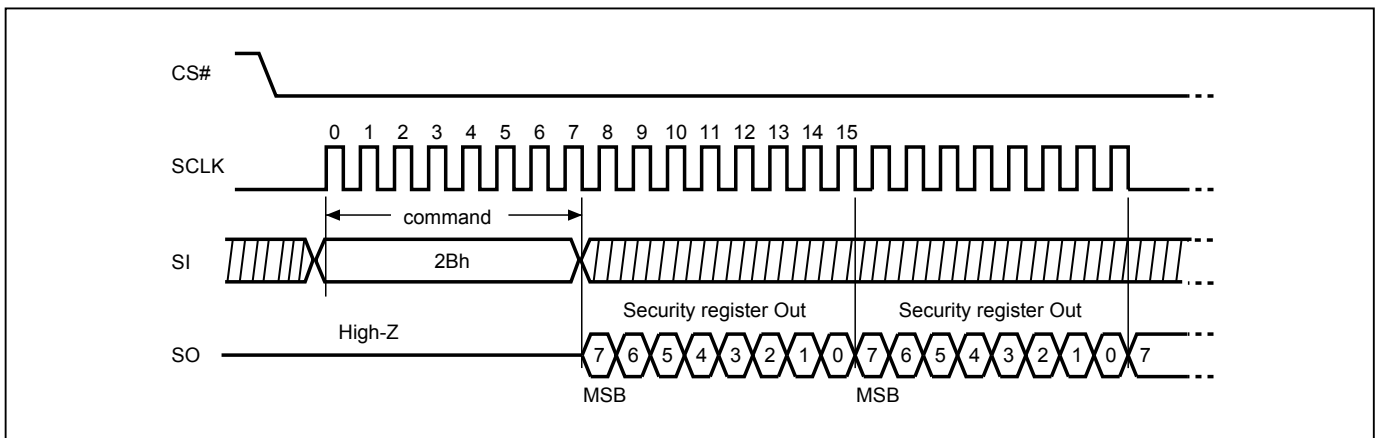 CS#
0 1 2 3 4 5 6 7 8 9 10 11 12 13 14 15
SCLK
command
SI
2Bh
Security register Out Security register Out
High-Z
SO
7 6 5 4 3 2 1 0 7 6 5 4 3 2 1 0 7
MSB MSB